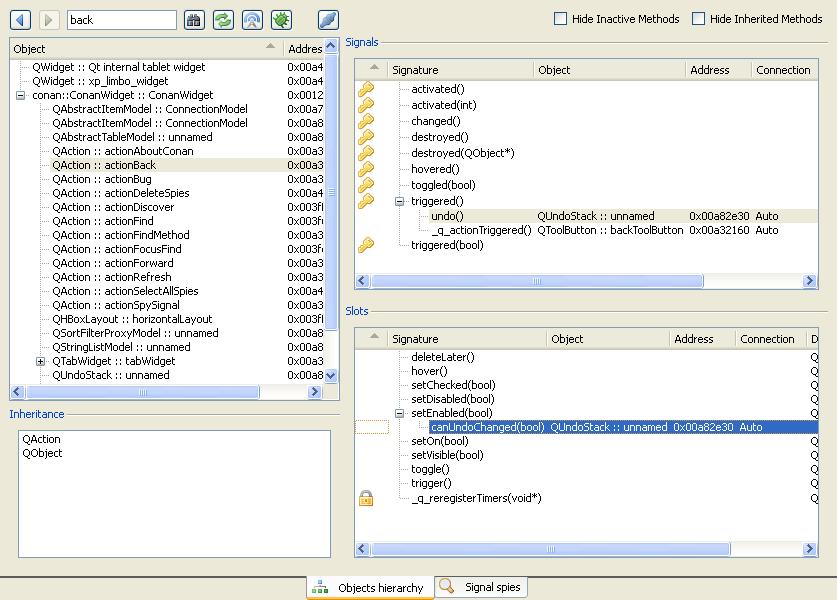 back
Hide Inactive Methods
Hide Inherited Methods
Object Addres
QWidget :: Qt internal tablet widget 0x00a4
QWidget :: xp_limbo_widget 0x00a4
conan::ConanWidget :: ConanWidget 0x0012
QAbstractItemModel :: ConnectionModel 0x00a7
QAbstractItemModel :: ConnectionModel 0x00a8
QAbstractTableModel :: unnamed 0x00a8
QAction :: actionAboutConan 0x00a3
QAction :: actionBack 0x00a3
QAction :: actionBug 0x00a3
QAction :: actionDeleteSpies 0x00a4
QAction :: actionDiscover 0x003f
QAction :: actionFind 0x003f
QAction :: actionFindMethod 0x00a3
QAction :: actionFocusFind 0x003f
QAction :: actionForward 0x00a3
QAction :: actionRefresh 0x00a3
QAction :: actionSelectAllSpies 0x00a4
QAction :: actionSpySignal 0x00a3
QHBoxLayout :: horizontalLayout 0x003f
QSortFilterProxyModel :: unnamed 0x00a8
QStringListModel :: unnamed 0x00a8
QTabWidget :: tabWidget 0x00a3
QUndoStack :: unnamed 0x00a8
Inheritance
QAction
QObject
Signals
Signature Object Address Connection
activated()
activated(int)
changed()
destroyed()
destroyed(QObject*)
hovered()
toggled(bool)
triggered()
undo() QUndoStack :: unnamed 0x00a82e30 Auto
_q_actionTriggered() QToolButton :: backToolButton 0x00a32160 Auto
triggered(bool)
Slots
Signature Object Address Connection D
deleteLater() Q
hover() Q
setChecked(bool) Q
setDisabled(bool) Q
setEnabled(bool) Q
canUndoChanged(bool) QUndoStack :: unnamed 0x00a82e30 Auto
setOn(bool) Q
setVisible(bool) Q
toggle() Q
trigger() Q
_q_reregisterTimers(void*) Q
Objects hierarchy
Signal spies